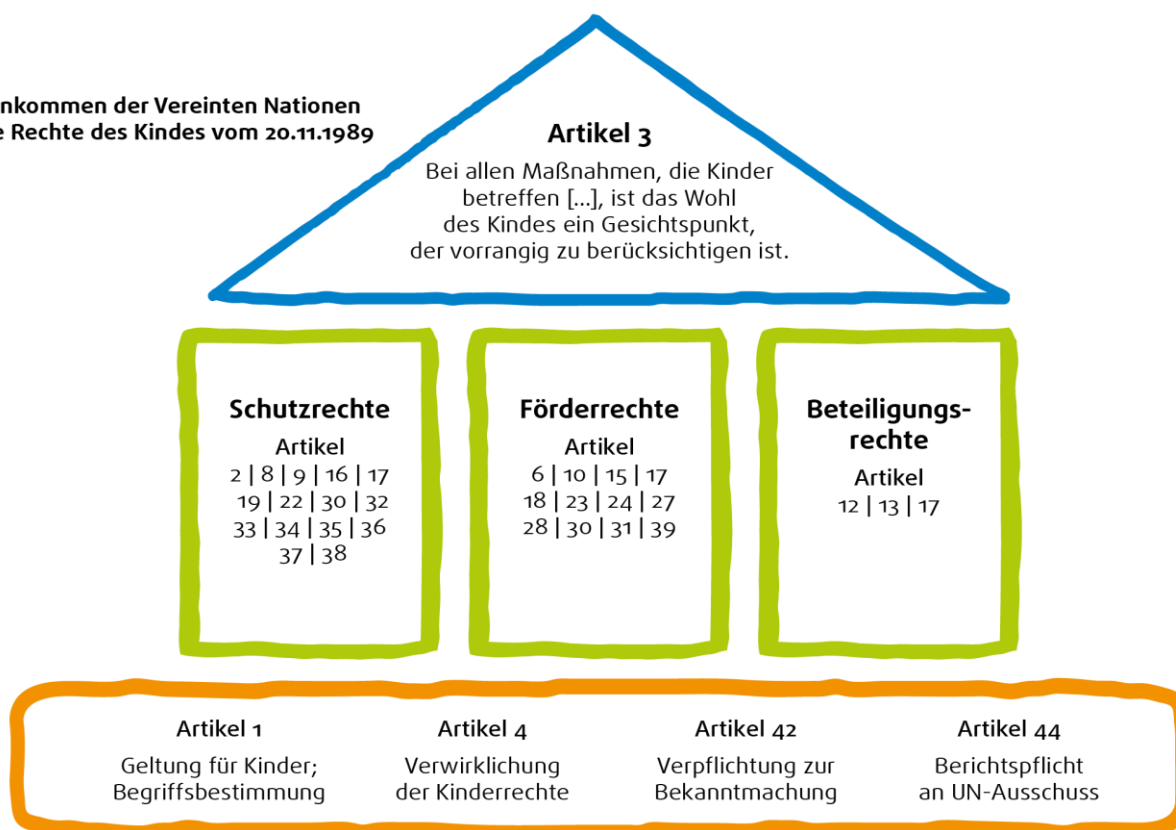 nkommen der Vereinten Nationen
e Rechte des Kindes vom 20.11.1989
Artikel 3
Bei allen Maßnahmen, die Kinder
betreffen [...], ist das Wohl
des Kindes ein Gesichtspunkt,
der vorrangig zu berücksichtigen ist.
Schutzrechte
Artikel
2 | 8 | 9 | 16 | 17
19 | 22 | 30 | 32
33 | 34 | 35 | 36
37 | 38
Förderrechte
Artikel
6 | 10 | 15 | 17
18 | 23 | 24 | 27
28 | 30 | 31 | 39
Beteiligungs-
rechte
Artikel
12 | 13 | 17
Artikel 1
Geltung für Kinder;
Begriffsbestimmung
Artikel 4
Verwirklichung
der Kinderrechte
Artikel 42
Verpflichtung zur
Bekanntmachung
Artikel 44
Berichtspflicht
an UN-Ausschuss